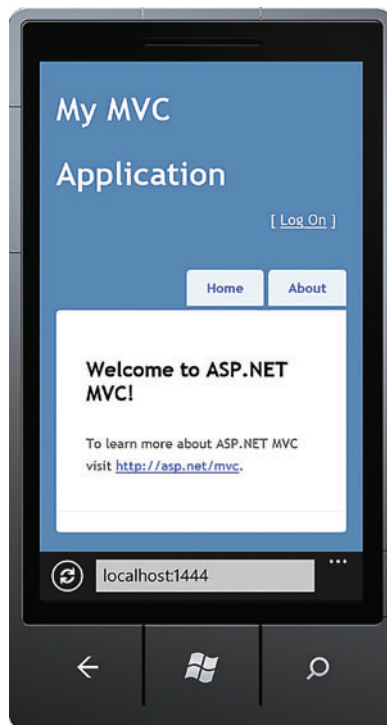 My MVC
Application
[ Log On ]
Home
About
Welcome to ASP.NET
MVC!
To learn more about ASP.NET MVC
visit http://asp.net/mvc.
localhost:1444